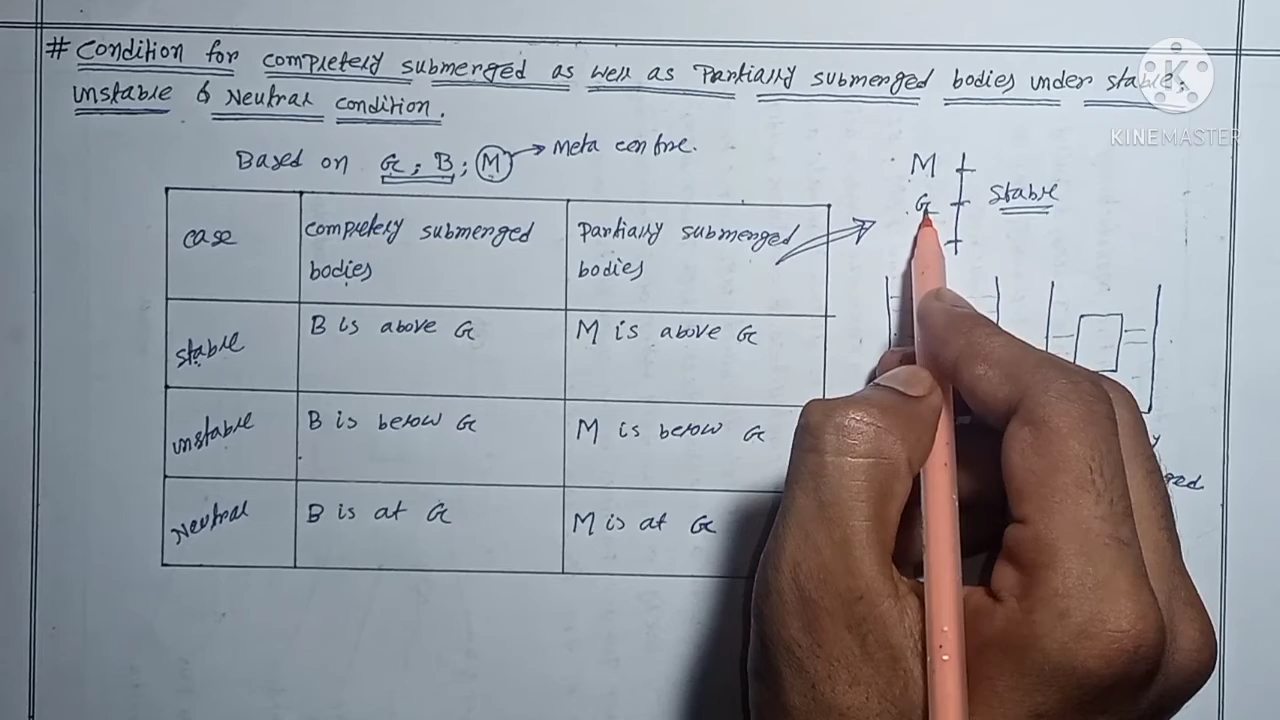 # Condition for completely submerged as well as Partially submerged bodies under stable,
unstable & Neutral condition.
Based on G, B, M → Meta centre.
case
completely submerged
bodies
Partially submerged
bodies
stable
B is above G
M is above G
unstable
B is below G
M is below G
Neutral
B is at G
M is at G
M
G
stable
KINEMASTER